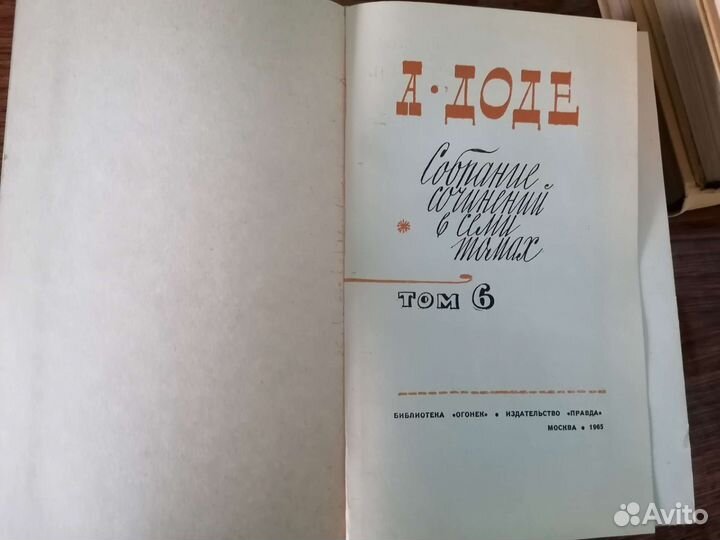 А·ДОДЕ
Собрание
сочинений
в семи
томах
ТОМ 6
БИБЛИОТЕКА «ОГОНЕК» • ИЗДАТЕЛЬСТВО «ПРАВДА»
МОСКВА • 1965
Avito